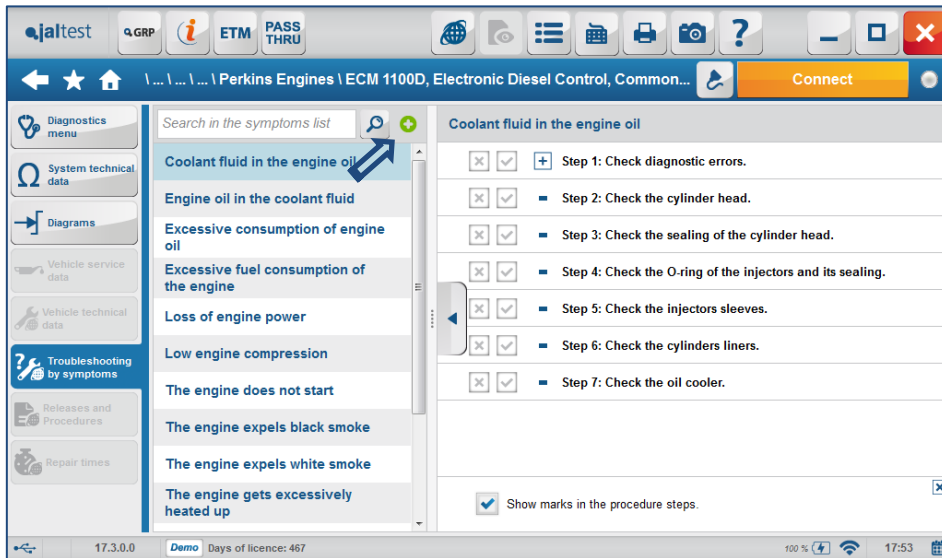 jaltest
GRP
i
ETM
PASS
THRU
?
\ ... \ ... \ ... \ Perkins Engines \ ECM 1100D, Electronic Diesel Control, Common...
Connect
Diagnostics
menu
System technical
data
Diagrams
Vehicle service
data
Vehicle technical
data
Troubleshooting
by symptoms
Releases and
Procedures
Repair times
Search in the symptoms list
Coolant fluid in the engine oil
Engine oil in the coolant fluid
Excessive consumption of engine
oil
Excessive fuel consumption of
the engine
Loss of engine power
Low engine compression
The engine does not start
The engine expels black smoke
The engine expels white smoke
The engine gets excessively
heated up
Coolant fluid in the engine oil
Step 1: Check diagnostic errors.
Step 2: Check the cylinder head.
Step 3: Check the sealing of the cylinder head.
Step 4: Check the O-ring of the injectors and its sealing.
Step 5: Check the injectors sleeves.
Step 6: Check the cylinders liners.
Step 7: Check the oil cooler.
Show marks in the procedure steps.
17.3.0.0
Demo Days of licence: 467
100 %
17:53